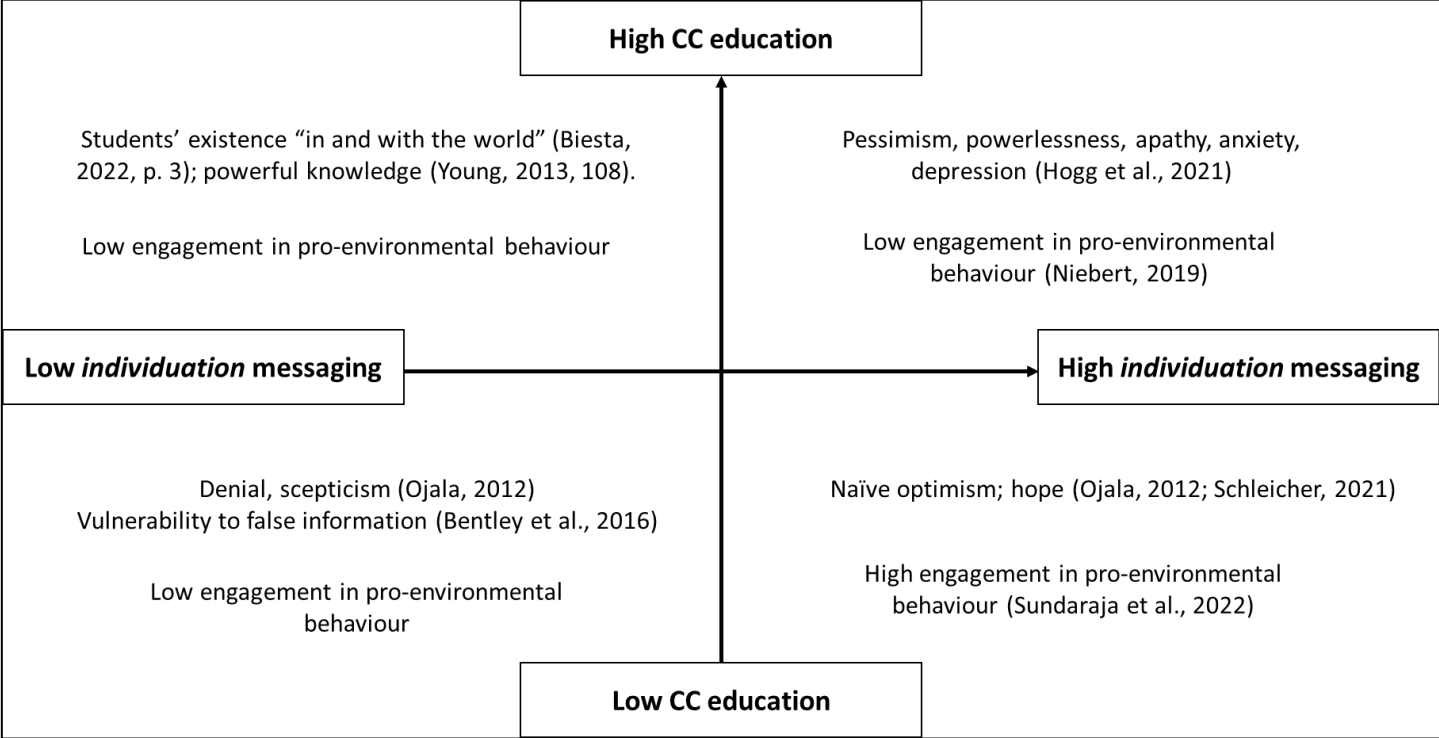 High CC education
Students’ existence “in and with the world” (Biesta,
2022, p. 3); powerful knowledge (Young, 2013, 108).
Low engagement in pro-environmental behaviour
Pessimism, powerlessness, apathy, anxiety,
depression (Hogg et al., 2021)
Low engagement in pro-environmental
behaviour (Niebert, 2019)
Low individuation messaging
High individuation messaging
Denial, scepticism (Ojala, 2012)
Vulnerability to false information (Bentley et al., 2016)
Low engagement in pro-environmental
behaviour
Naïve optimism; hope (Ojala, 2012; Schleicher, 2021)
High engagement in pro-environmental
behaviour (Sundaraja et al., 2022)
Low CC education